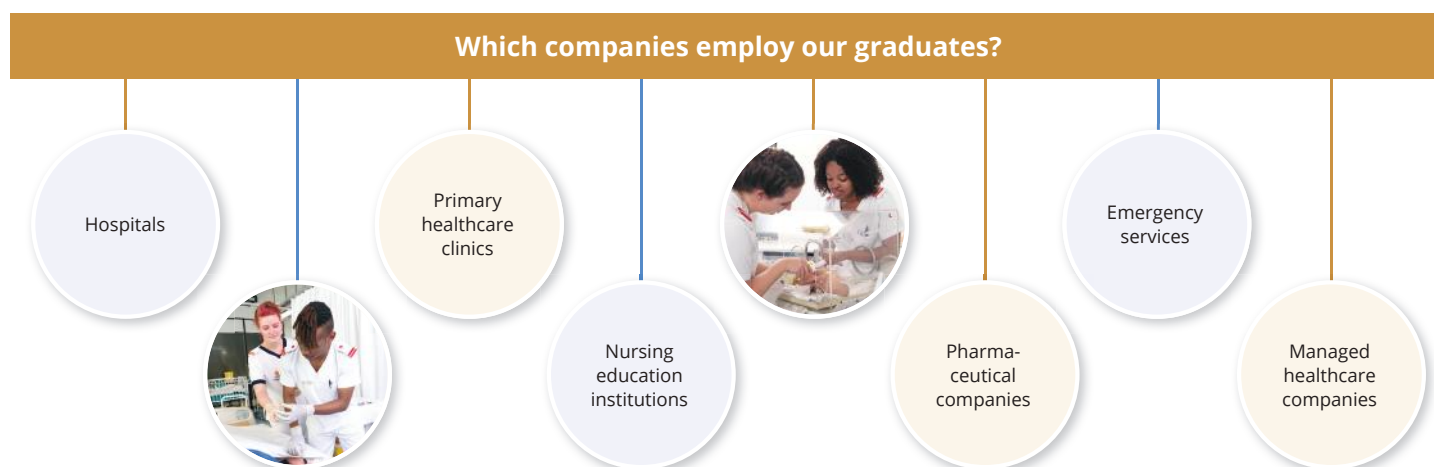 Which companies employ our graduates?
Hospitals
Primary
healthcare
clinics
Nursing
education
institutions
Pharma-
ceutical
companies
Emergency
services
Managed
healthcare
companies